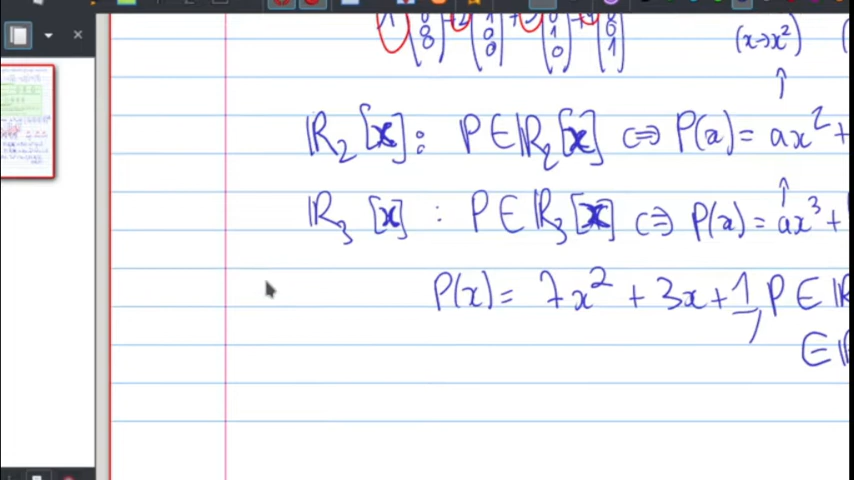 (x→x²)
ℝ₂[x]: P∈ℝ₂[x] ⇔ P(x)= ax²+
ℝ₃[x] : P∈ℝ₃[x] ⇔ P(x)= ax³+
P(x)= 7x² + 3x+1, P∈
∈